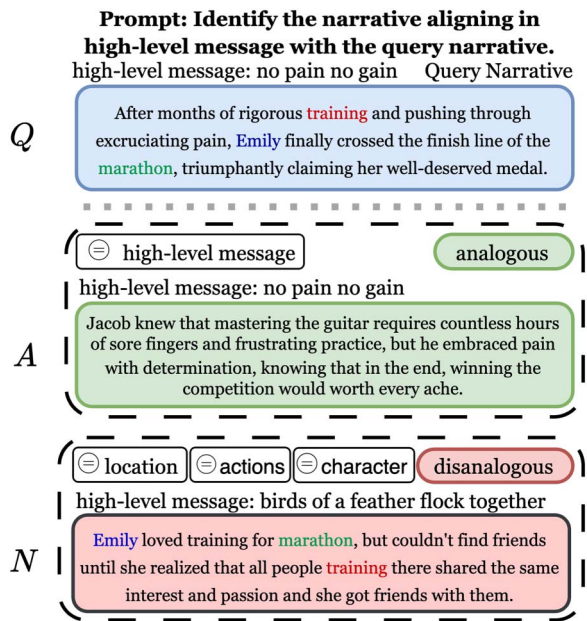 Prompt: Identify the narrative aligning in
high-level message with the query narrative.
high-level message: no pain no gain Query Narrative
Q
After months of rigorous training and pushing through
excruciating pain, Emily finally crossed the finish line of the
marathon, triumphantly claiming her well-deserved medal.
= high-level message analogous
high-level message: no pain no gain
A
Jacob knew that mastering the guitar requires countless hours
of sore fingers and frustrating practice, but he embraced pain
with determination, knowing that in the end, winning the
competition would worth every ache.
= location = actions = character disanalogous
high-level message: birds of a feather flock together
N
Emily loved training for marathon, but couldn't find friends
until she realized that all people training there shared the same
interest and passion and she got friends with them.